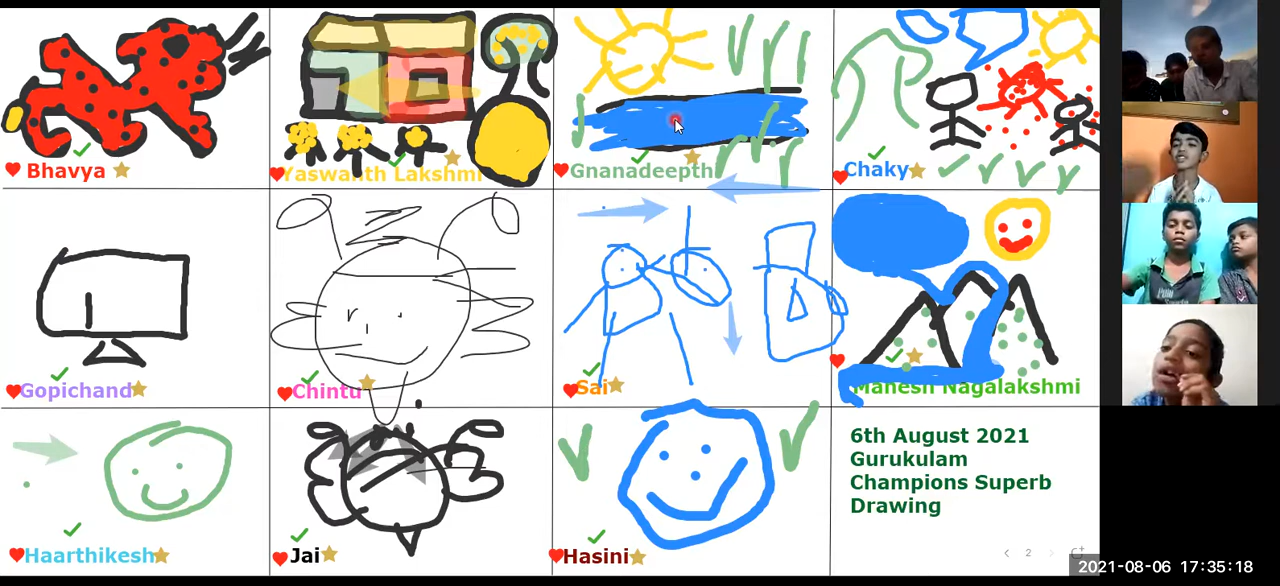 Bhavya
Yaswanth Lakshmi
Gnanadeepth
Chaky
Gopichand
Chintu
Sai
Mahesh Nagalakshmi
Haarthikesh
Jai
Hasini
6th August 2021
Gurukulam
Champions Superb
Drawing
2
2021-08-06 17:35:18